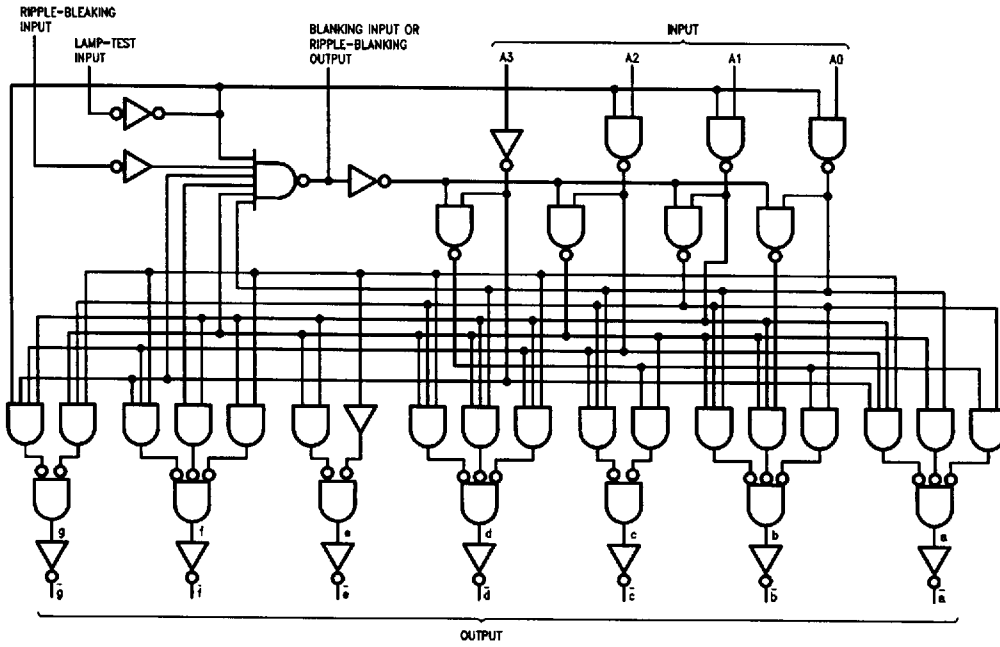 RIPPLE-BLEAKING
INPUT
LAMP-TEST
INPUT
BLANKING INPUT OR
RIPPLE-BLANKING
OUTPUT
INPUT
A3
A2
A1
A0
g
f
e
d
c
b
a
g̅
f̅
e̅
d̅
c̅
b̅
a̅
OUTPUT